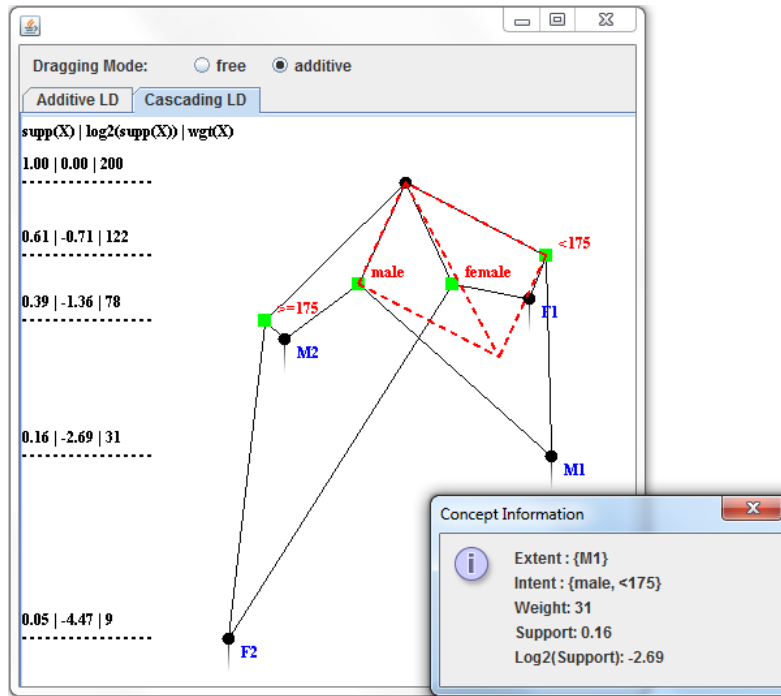 Dragging Mode: free additive
Additive LD Cascading LD
supp(X) | log2(supp(X)) | wgt(X)
1.00 | 0.00 | 200
0.61 | -0.71 | 122
<175
male
female
0.39 | -1.36 | 78
>=175
F1
M2
0.16 | -2.69 | 31
M1
Concept Information
Extent : {M1}
Intent : {male, <175}
Weight: 31
Support: 0.16
Log2(Support): -2.69
0.05 | -4.47 | 9
F2